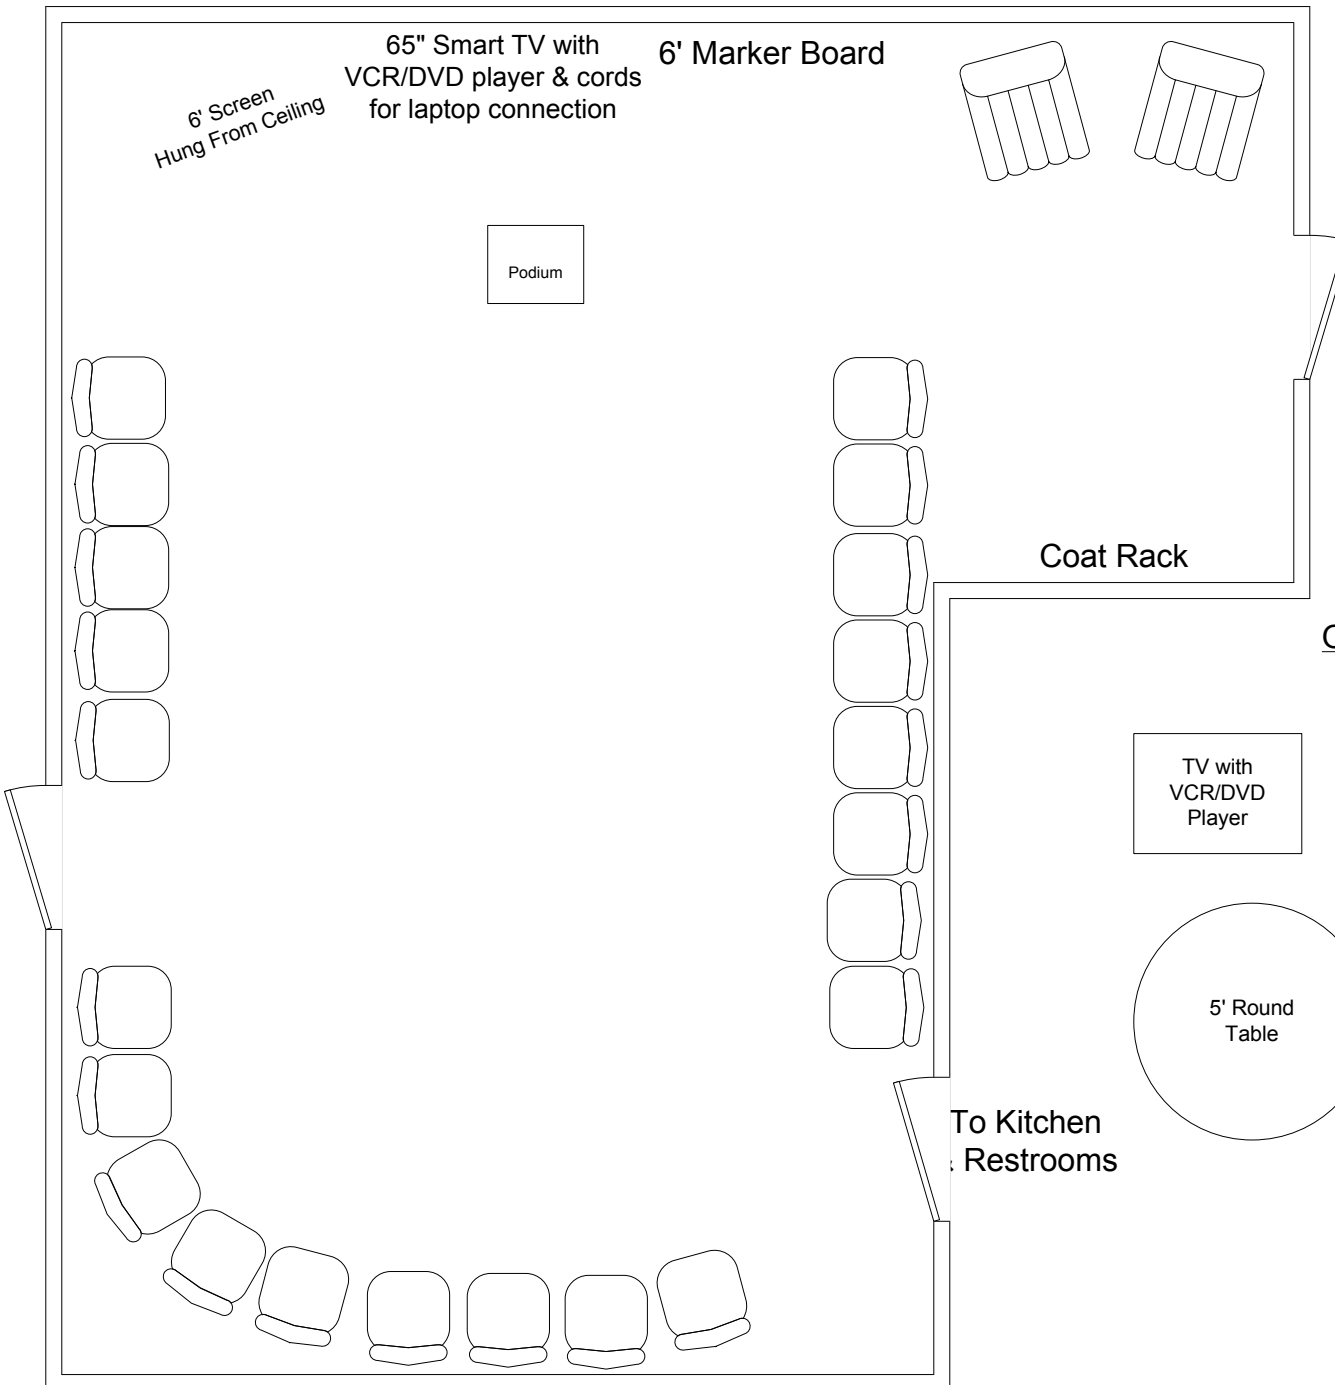 65" Smart TV with
VCR/DVD player & cords
for laptop connection
6' Marker Board
6' Screen
Hung From Ceiling
Podium
Coat Rack
TV with
VCR/DVD
Player
5' Round
Table
To Kitchen
Restrooms